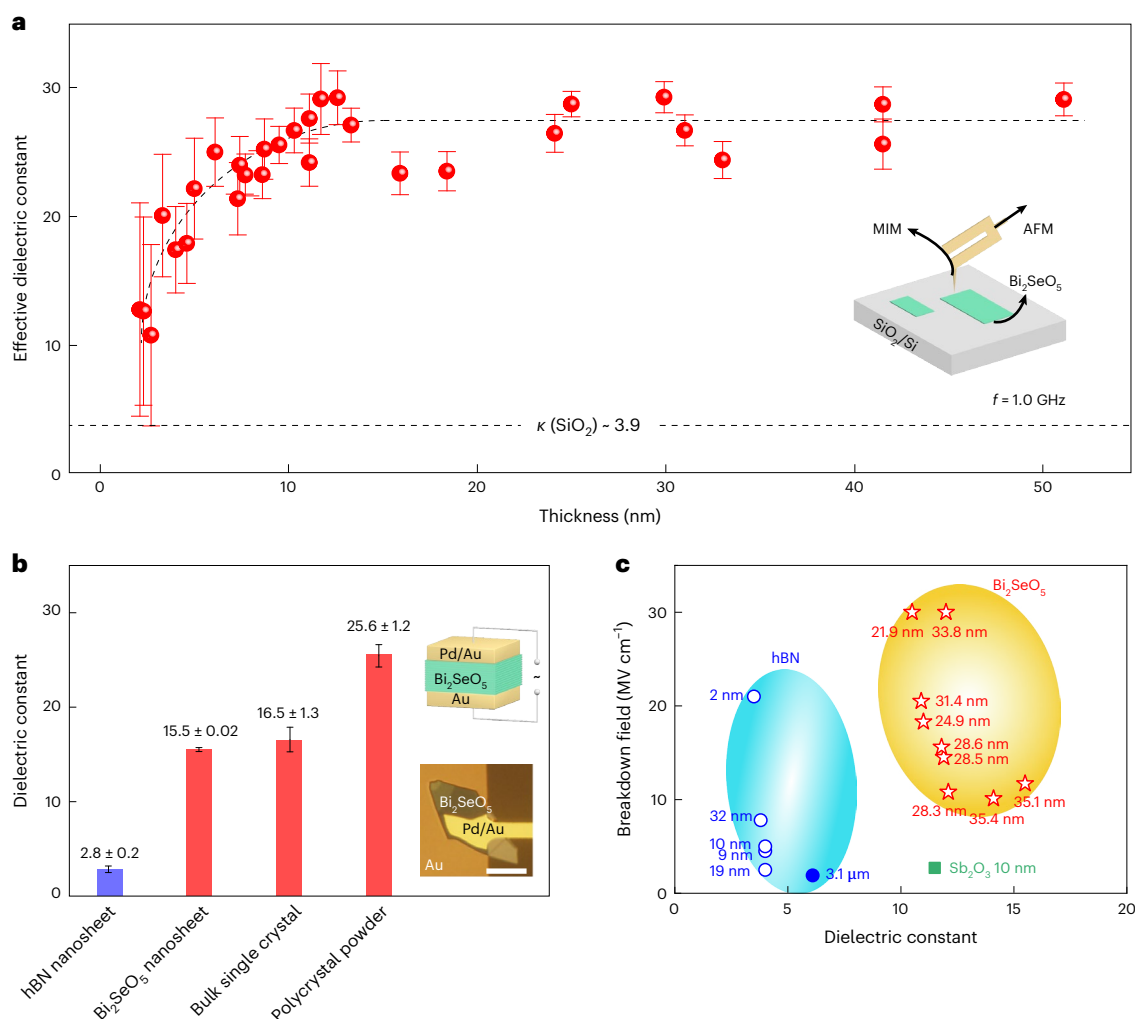 a
Effective dielectric constant
30
20
10
0
0
10
20
30
40
50
Thickness (nm)
MIM
AFM
Bi₂SeO₅
SiO₂/Si
f = 1.0 GHz
κ (SiO₂) ~ 3.9
b
Dielectric constant
30
20
10
0
2.8 ± 0.2
15.5 ± 0.02
16.5 ± 1.3
25.6 ± 1.2
hBN nanosheet
Bi₂SeO₅ nanosheet
Bulk single crystal
Polycrystal powder
Pd/Au
Bi₂SeO₅
Au
~
Bi₂SeO₅
Pd/Au
Au
c
Breakdown field (MV cm⁻¹)
30
20
10
0
0
5
10
15
20
Dielectric constant
hBN
2 nm
32 nm
10 nm
9 nm
19 nm
3.1 µm
Bi₂SeO₅
21.9 nm
33.8 nm
31.4 nm
24.9 nm
28.6 nm
28.5 nm
28.3 nm
35.4 nm
35.1 nm
Sb₂O₃ 10 nm